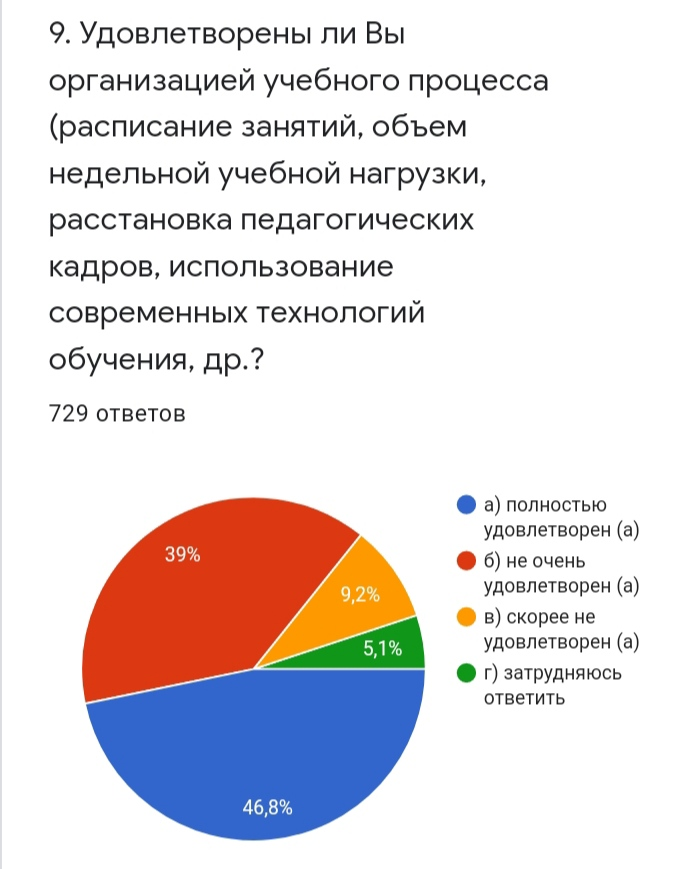 9. Удовлетворены ли Вы
организацией учебного процесса
(расписание занятий, объем
недельной учебной нагрузки,
расстановка педагогических
кадров, использование
современных технологий
обучения, др.?
729 ответов
а) полностью
удовлетворен (а)
б) не очень
удовлетворен (а)
в) скорее не
удовлетворен (а)
г) затрудняюсь
ответить
39%
9,2%
5,1%
46,8%